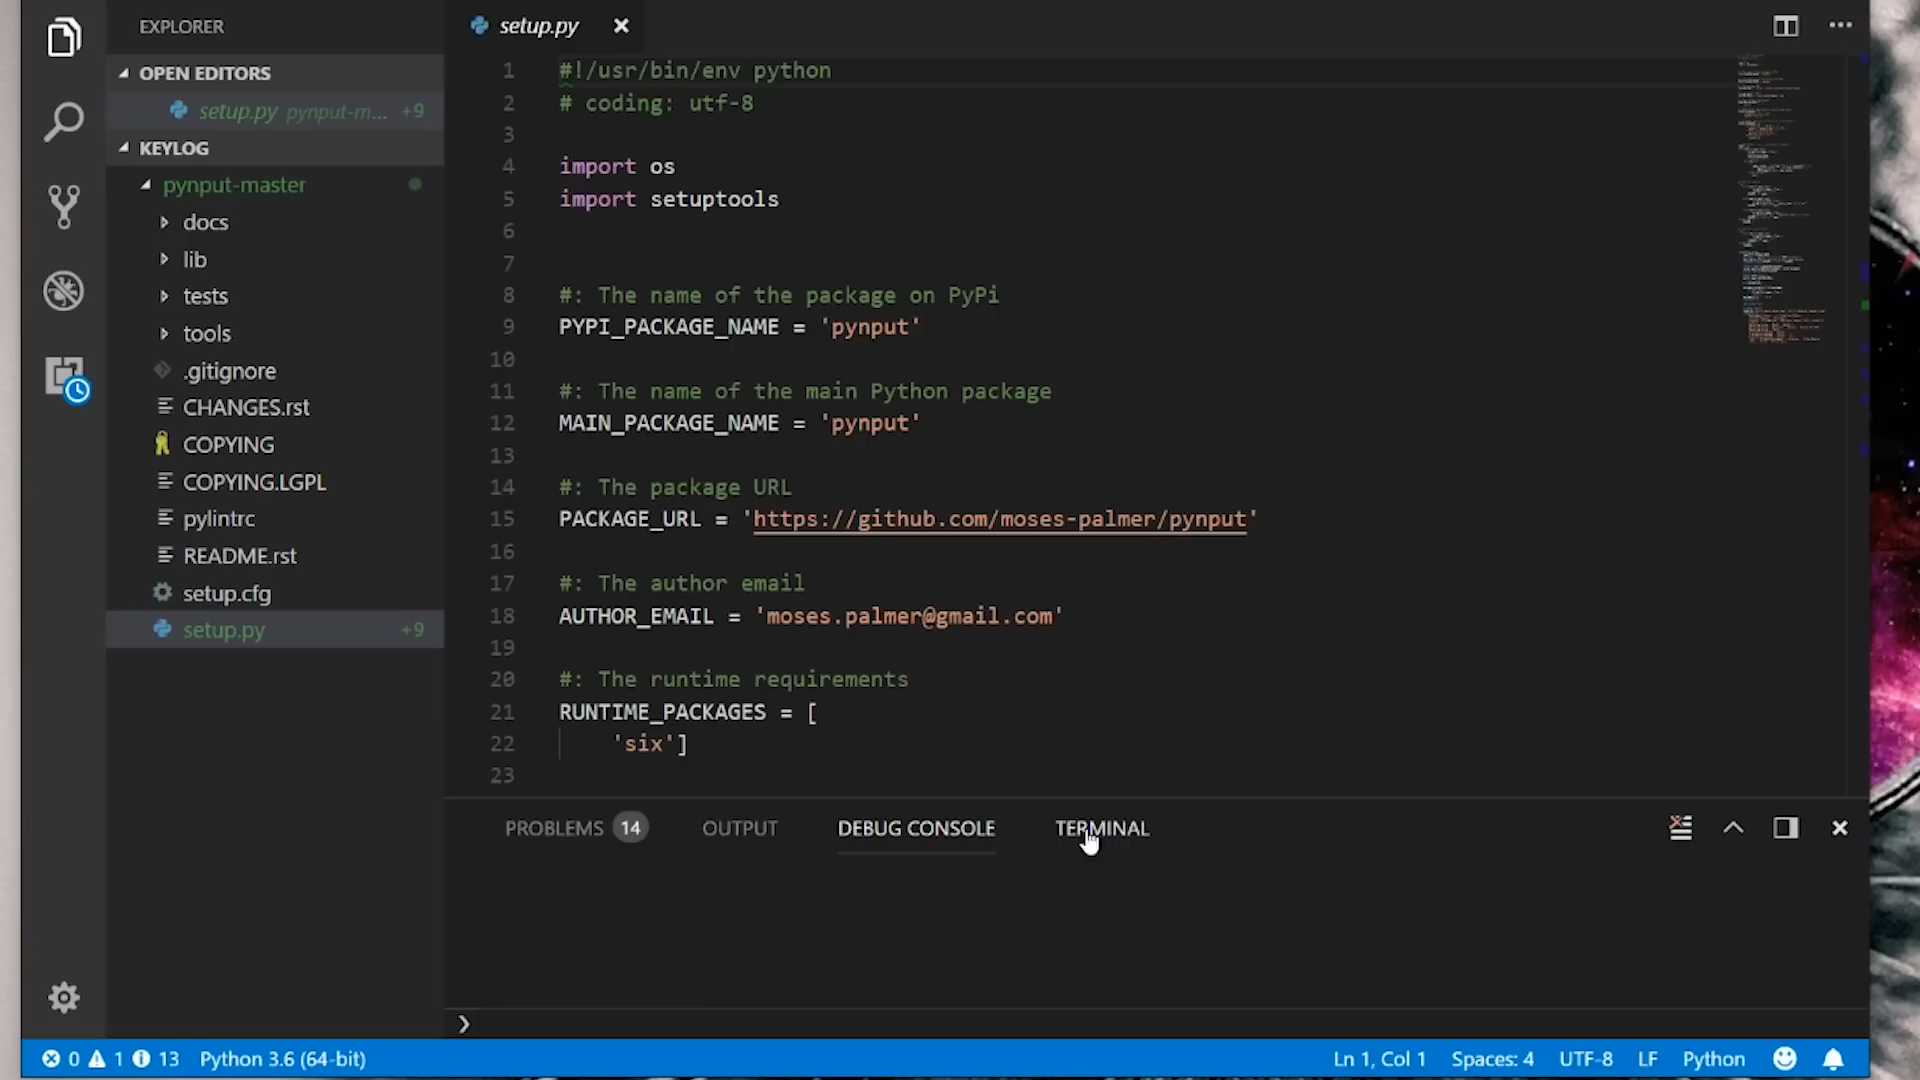 EXPLORER
OPEN EDITORS
setup.py pynput-m... +9
KEYLOG
pynput-master
docs
lib
tests
tools
.gitignore
CHANGES.rst
COPYING
COPYING.LGPL
pylintrc
README.rst
setup.cfg
setup.py +9
setup.py
1 #!/usr/bin/env python
2 # coding: utf-8
3
4 import os
5 import setuptools
6
7
8 #: The name of the package on PyPi
9 PYPI_PACKAGE_NAME = 'pynput'
10
11 #: The name of the main Python package
12 MAIN_PACKAGE_NAME = 'pynput'
13
14 #: The package URL
15 PACKAGE_URL = 'https://github.com/moses-palmer/pynput'
16
17 #: The author email
18 AUTHOR_EMAIL = 'moses.palmer@gmail.com'
19
20 #: The runtime requirements
21 RUNTIME_PACKAGES = [
22 'six']
23
PROBLEMS 14 OUTPUT DEBUG CONSOLE TERMINAL
0 1 13 Python 3.6 (64-bit) Ln 1, Col 1 Spaces: 4 UTF-8 LF Python